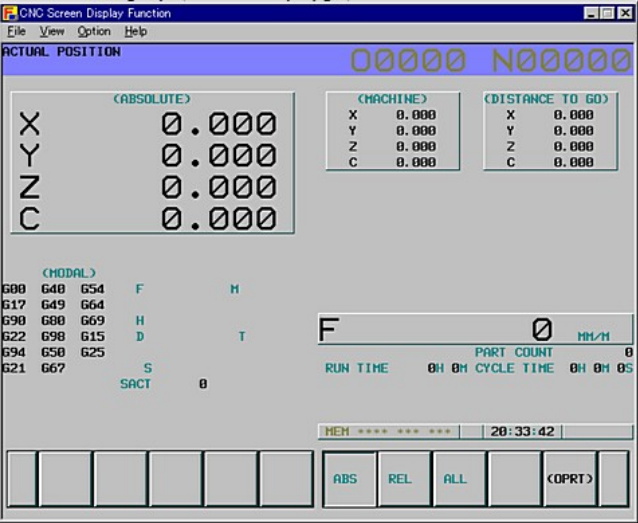 CNC Screen Display Function
File View Option Help
ACTUAL POSITION O0000 N00000
(ABSOLUTE) (MACHINE) (DISTANCE TO GO)
X 0.000 X 0.000 X 0.000
Y 0.000 Y 0.000 Y 0.000
Z 0.000 Z 0.000 Z 0.000
C 0.000 C 0.000 C 0.000
(MODAL)
G00 G40 G54 F M
G17 G49 G64
G90 G80 G69 H
G22 G98 G15 D T
G94 G50 G25
G21 G67 S
SACT 0
F 0 MM/M
PART COUNT 0
RUN TIME 0H 0M CYCLE TIME 0H 0M 0S
MEM **** *** *** 20:33:42
ABS REL ALL (OPRT)